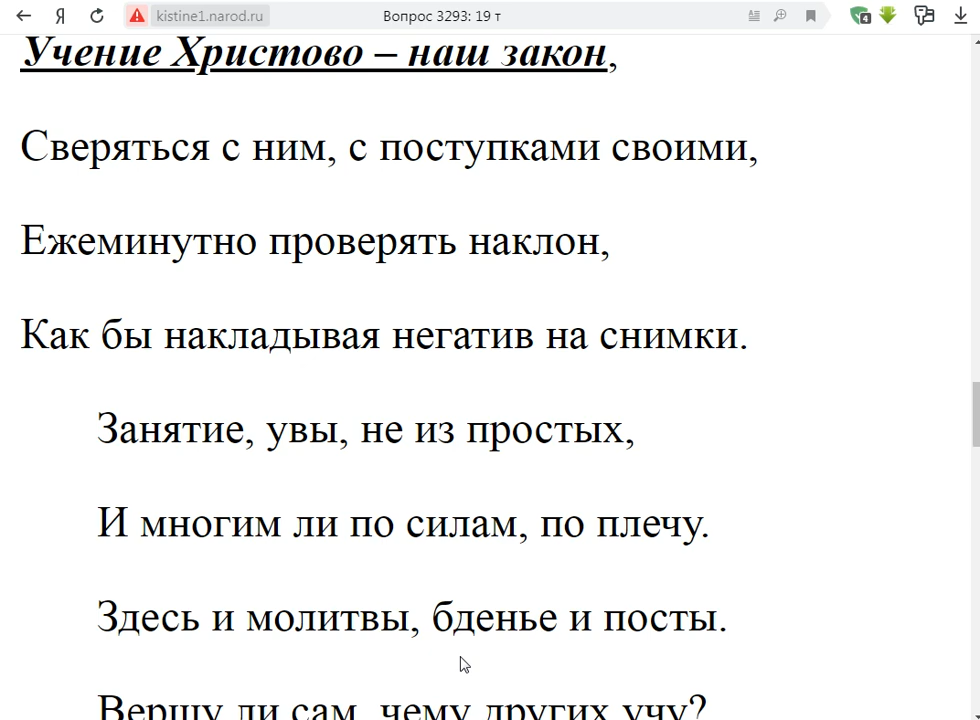 Я kistine1.narod.ru Вопрос 3293: 19 т 4
Учение Христово – наш закон,
Сверяться с ним, с поступками своими,
Ежеминутно проверять наклон,
Как бы накладывая негатив на снимки.
Занятие, увы, не из простых,
И многим ли по силам, по плечу.
Здесь и молитвы, бденье и посты.
Вершу ли сам, чему других учу?